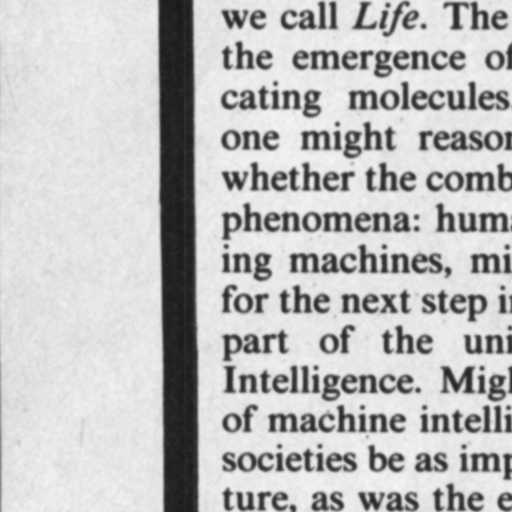 we call Life. The
the emergence of
cating molecules
one might reason
whether the comb
phenomena: huma
ing machines, mi
for the next step i
part of the uni
Intelligence. Migh
of machine intelli
societies be as imp
ture, as was the e